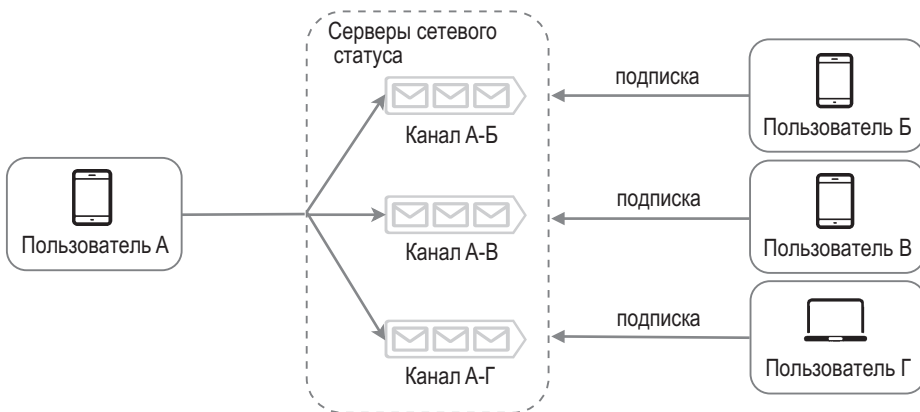 Серверы сетевого
статуса
подписка
Канал А-Б
Пользователь Б
Пользователь А
подписка
Канал А-В
Пользователь В
подписка
Канал А-Г
Пользователь Г